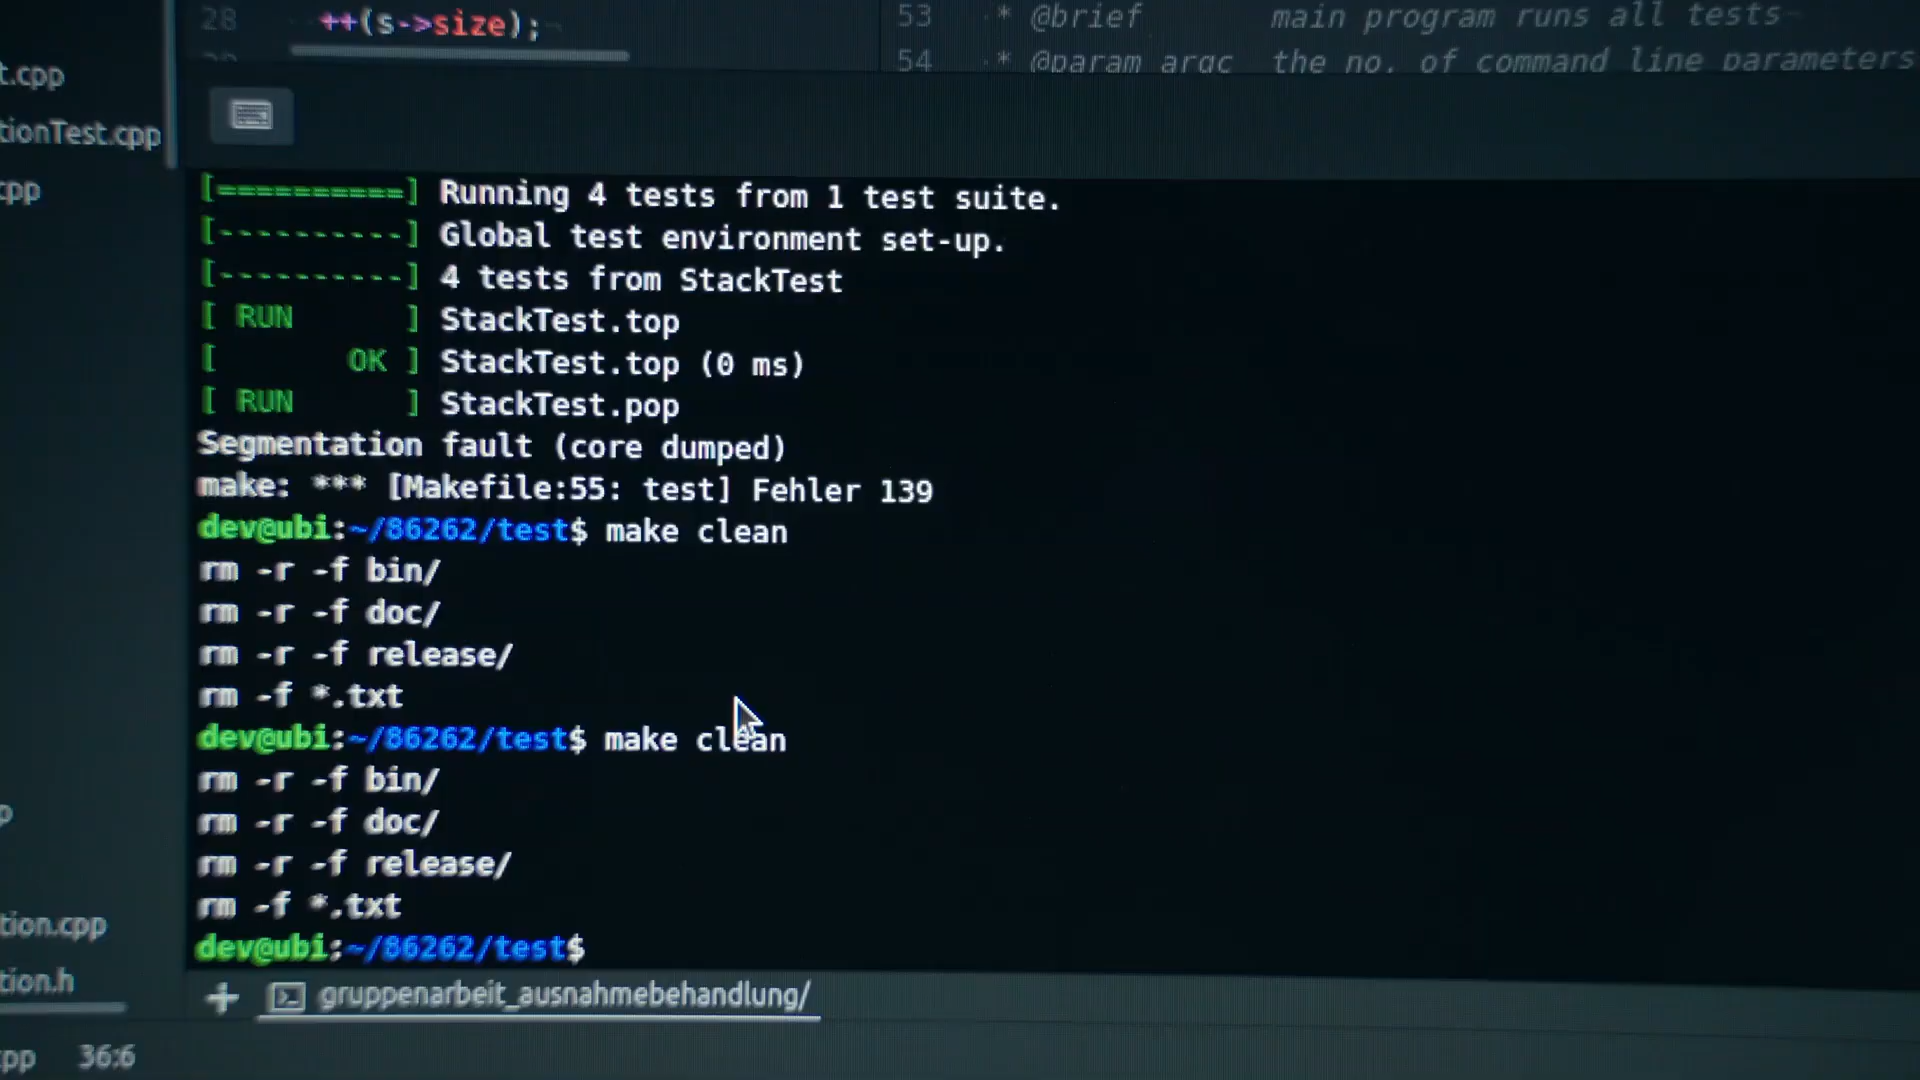 28 ++(s->size);
53 * @brief main program runs all tests
54 * @param argc the no. of command line parameters
t.cpp
tionTest.cpp
cpp
[==========] Running 4 tests from 1 test suite.
[----------] Global test environment set-up.
[----------] 4 tests from StackTest
[ RUN      ] StackTest.top
[       OK ] StackTest.top (0 ms)
[ RUN      ] StackTest.pop
Segmentation fault (core dumped)
make: *** [Makefile:55: test] Fehler 139
dev@ubi:~/86262/test$ make clean
rm -r -f bin/
rm -r -f doc/
rm -r -f release/
rm -f *.txt
dev@ubi:~/86262/test$ make clean
rm -r -f bin/
rm -r -f doc/
rm -r -f release/
rm -f *.txt
dev@ubi:~/86262/test$
p
tion.cpp
tion.h
gruppenarbeit_ausnahmebehandlung/
cpp 36:6